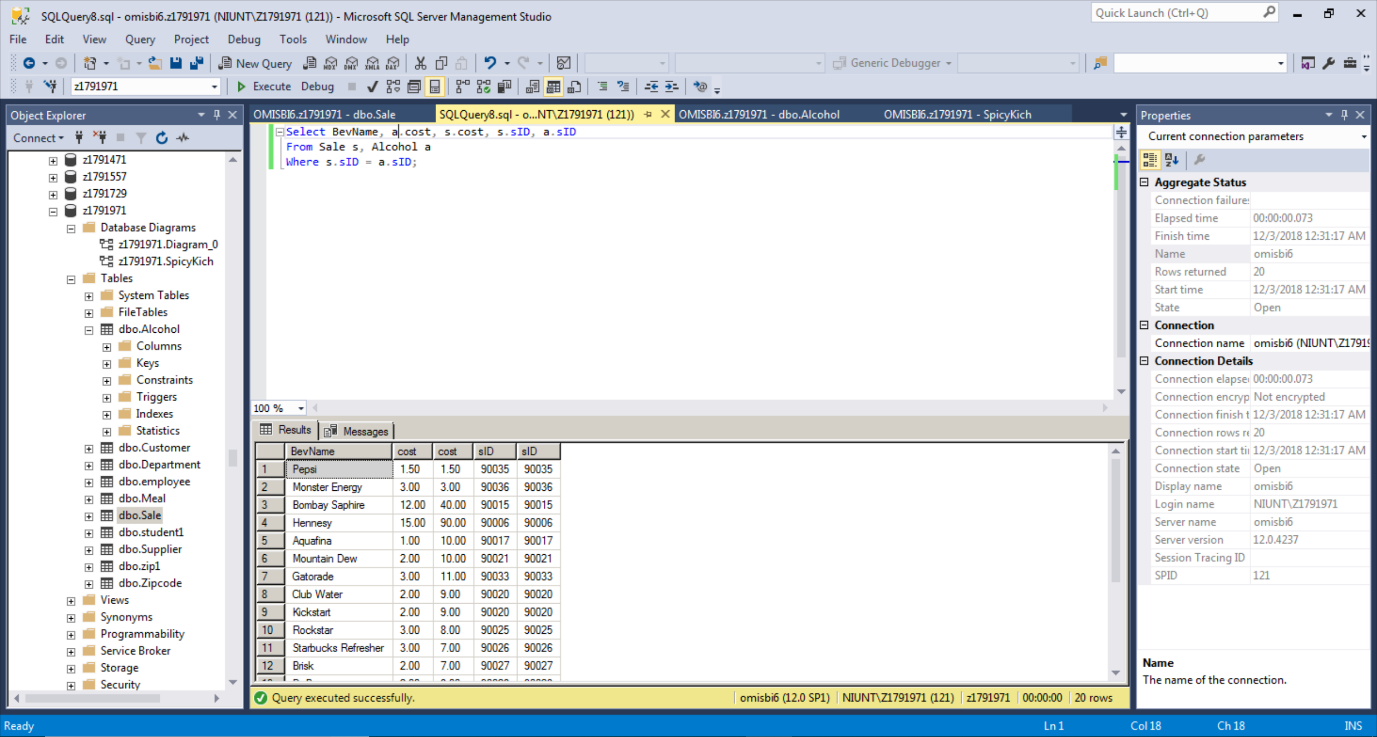 SQLQuery8.sql - omisbi6.z1791971 (NIUNT\Z1791971 (121)) - Microsoft SQL Server Management Studio
Quick Launch (Ctrl+Q)
File Edit View Query Project Debug Tools Window Help
New Query MDX DMX XMLA DAX Generic Debugger
z1791971 Execute Debug
Object Explorer
Connect
z1791471
z1791557
z1791729
z1791971
Database Diagrams
z1791971.Diagram_0
z1791971.SpicyKich
Tables
System Tables
FileTables
dbo.Alcohol
Columns
Keys
Constraints
Triggers
Indexes
Statistics
dbo.Customer
dbo.Department
dbo.employee
dbo.Meal
dbo.Sale
dbo.student1
dbo.Supplier
dbo.zip1
dbo.Zipcode
Views
Synonyms
Programmability
Service Broker
Storage
Security
OMISBI6.z1791971 - dbo.Sale SQLQuery8.sql - o...NT\Z1791971 (121)) OMISBI6.z1791971 - dbo.Alcohol OMISBI6.z1791971 - SpicyKich
Select BevName, a.cost, s.cost, s.sID, a.sID
From Sale s, Alcohol a
Where s.sID = a.sID;
100 %
Results Messages
BevName cost cost sID sID
1 Pepsi 1.50 1.50 90035 90035
2 Monster Energy 3.00 3.00 90036 90036
3 Bombay Saphire 12.00 40.00 90015 90015
4 Hennesy 15.00 90.00 90006 90006
5 Aquafina 1.00 10.00 90017 90017
6 Mountain Dew 2.00 10.00 90021 90021
7 Gatorade 3.00 11.00 90033 90033
8 Club Water 2.00 9.00 90020 90020
9 Kickstart 2.00 9.00 90020 90020
10 Rockstar 3.00 8.00 90025 90025
11 Starbucks Refresher 3.00 7.00 90026 90026
12 Brisk 2.00 7.00 90027 90027
Query executed successfully. omisbi6 (12.0 SP1) NIUNT\Z1791971 (121) z1791971 00:00:00 20 rows
Properties
Current connection parameters
Aggregate Status
Connection failures
Elapsed time 00:00:00.073
Finish time 12/3/2018 12:31:17 AM
Name omisbi6
Rows returned 20
Start time 12/3/2018 12:31:17 AM
State Open
Connection
Connection name omisbi6 (NIUNT\Z1791
Connection Details
Connection elapse 00:00:00.073
Connection encryp Not encrypted
Connection finish t 12/3/2018 12:31:17 AM
Connection rows re 20
Connection start ti 12/3/2018 12:31:17 AM
Connection state Open
Display name omisbi6
Login name NIUNT\Z1791971
Server name omisbi6
Server version 12.0.4237
Session Tracing ID
SPID 121
Name
The name of the connection.
Ready Ln 1 Col 18 Ch 18 INS